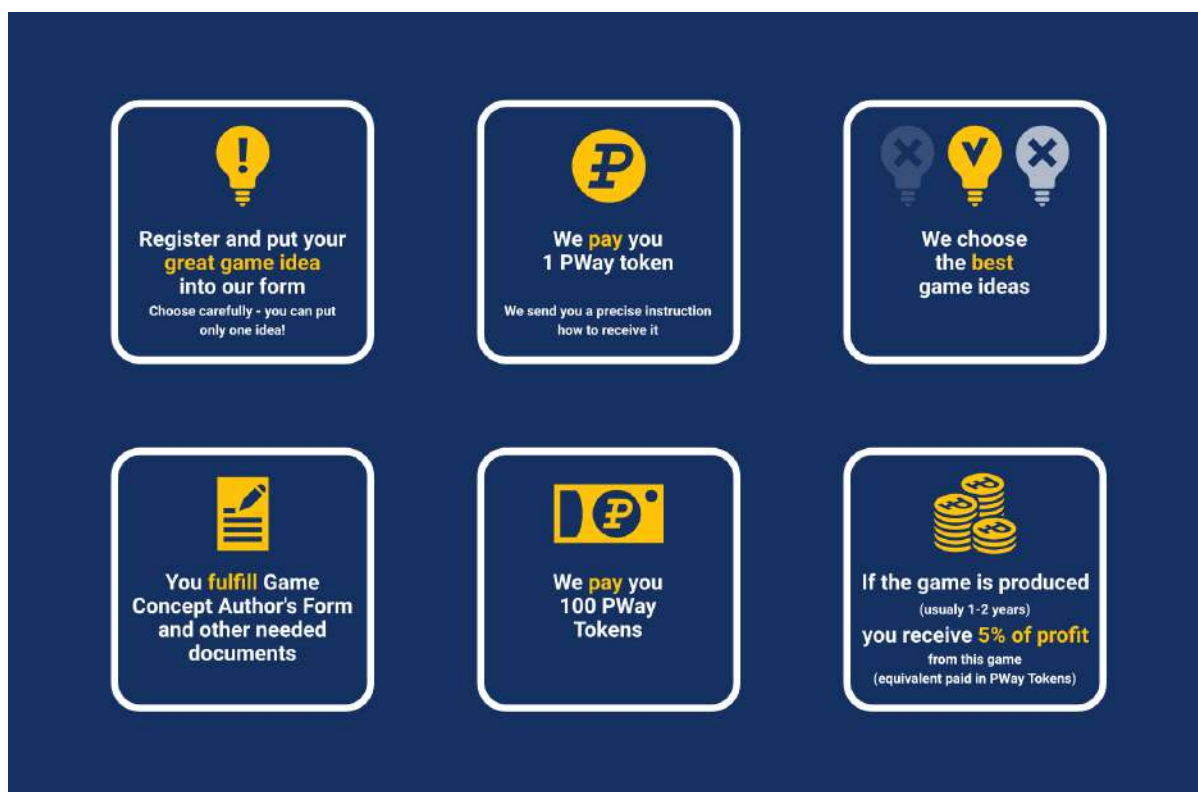 Register and put your
great game idea
into our form
Choose carefully - you can put
only one idea!
We pay you
1 PWay token
We send you a precise instruction
how to receive it
We choose
the best
game ideas
You fulfill Game
Concept Author's Form
and other needed
documents
We pay you
100 PWay
Tokens
If the game is produced
(usualy 1-2 years)
you receive 5% of profit
from this game
(equivalent paid in PWay Tokens)